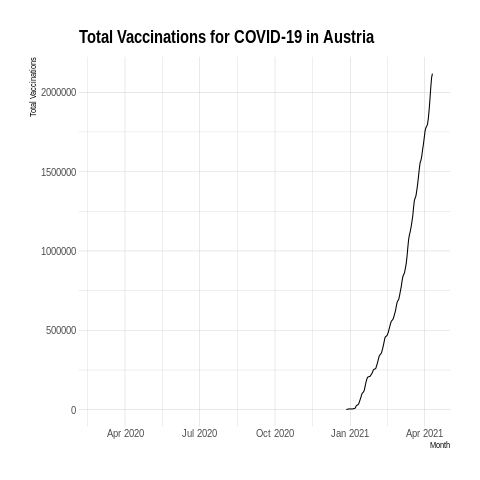 Total Vaccinations for COVID-19 in Austria
Total Vaccinations
2000000
1500000
1000000
500000
0
Apr 2020 Jul 2020 Oct 2020 Jan 2021 Apr 2021
Month